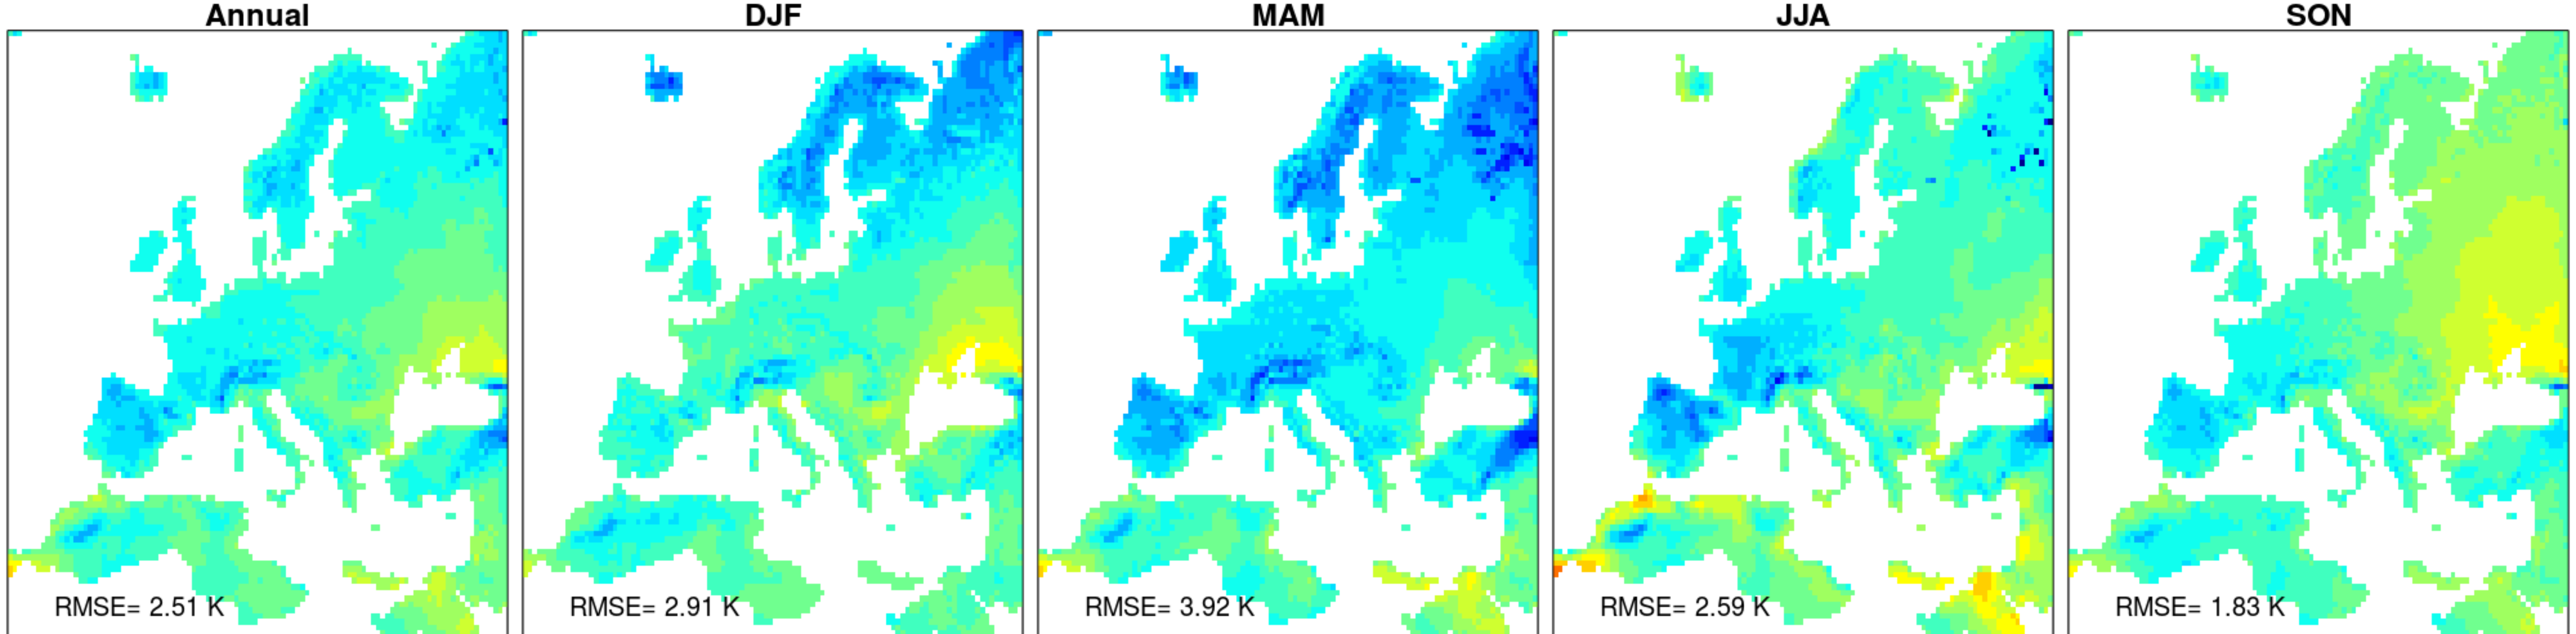 Annual DJF MAM JJA SON
RMSE= 2.51 K RMSE= 2.91 K RMSE= 3.92 K RMSE= 2.59 K RMSE= 1.83 K